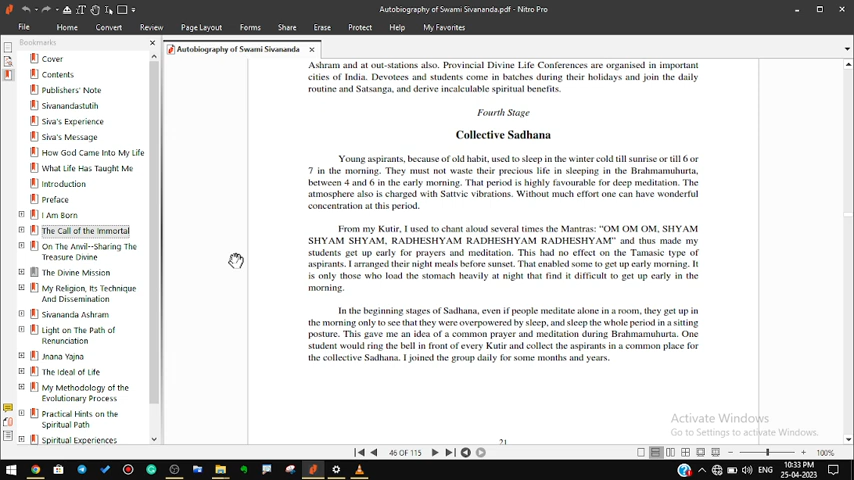 Autobiography of Swami Sivananda.pdf - Nitro Pro
File Home Convert Review Page Layout Forms Share Erase Protect Help My Favorites
Bookmarks
Autobiography of Swami Sivananda
Cover
Contents
Publishers' Note
Sivanandastutih
Siva's Experience
Siva's Message
How God Came Into My Life
What Life Has Taught Me
Introduction
Preface
I Am Born
The Call of the Immortal
On The Anvil--Sharing The
Treasure Divine
The Divine Mission
My Religion, Its Technique
And Dissemination
Sivananda Ashram
Light on The Path of
Renunciation
Jnana Yajna
The Ideal of Life
My Methodology of the
Evolutionary Process
Practical Hints on the
Spiritual Path
Spiritual Experiences
Ashram and at out-stations also. Provincial Divine Life Conferences are organised in important
cities of India. Devotees and students come in batches during their holidays and join the daily
routine and Satsanga, and derive incalculable spiritual benefits.
Fourth Stage
Collective Sadhana
Young aspirants, because of old habit, used to sleep in the winter cold till sunrise or till 6 or
7 in the morning. They must not waste their precious life in sleeping in the Brahmamuhurta,
between 4 and 6 in the early morning. That period is highly favourable for deep meditation. The
atmosphere also is charged with Sattvic vibrations. Without much effort one can have wonderful
concentration at this period.
From my Kutir, I used to chant aloud several times the Mantras: "OM OM OM, SHYAM
SHYAM SHYAM, RADHESHYAM RADHESHYAM RADHESHYAM" and thus made my
students get up early for prayers and meditation. This had no effect on the Tamasic type of
aspirants. I arranged their night meals before sunset. That enabled some to get up early morning. It
is only those who load the stomach heavily at night that find it difficult to get up early in the
morning.
In the beginning stages of Sadhana, even if people meditate alone in a room, they get up in
the morning only to see that they were overpowered by sleep, and sleep the whole period in a sitting
posture. This gave me an idea of a common prayer and meditation during Brahmamuhurta. One
student would ring the bell in front of every Kutir and collect the aspirants in a common place for
the collective Sadhana. I joined the group daily for some months and years.
21
Activate Windows
Go to Settings to activate Windows.
46 OF 115
100%
ENG
10:33 PM
25-04-2023